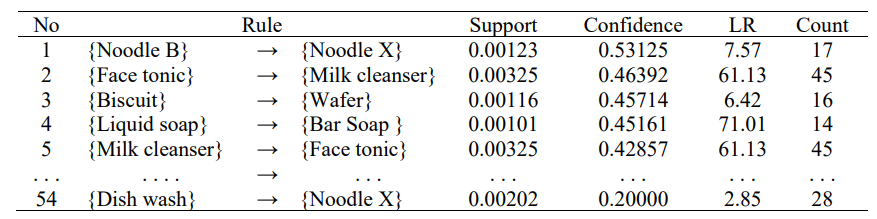 No Rule Support Confidence LR Count
1 {Noodle B} → {Noodle X} 0.00123 0.53125 7.57 17
2 {Face tonic} → {Milk cleanser} 0.00325 0.46392 61.13 45
3 {Biscuit} → {Wafer} 0.00116 0.45714 6.42 16
4 {Liquid soap} → {Bar Soap } 0.00101 0.45161 71.01 14
5 {Milk cleanser} → {Face tonic} 0.00325 0.42857 61.13 45
. . . . . . . → . . . . . . . . . . . . . . .
54 {Dish wash} → {Noodle X} 0.00202 0.20000 2.85 28